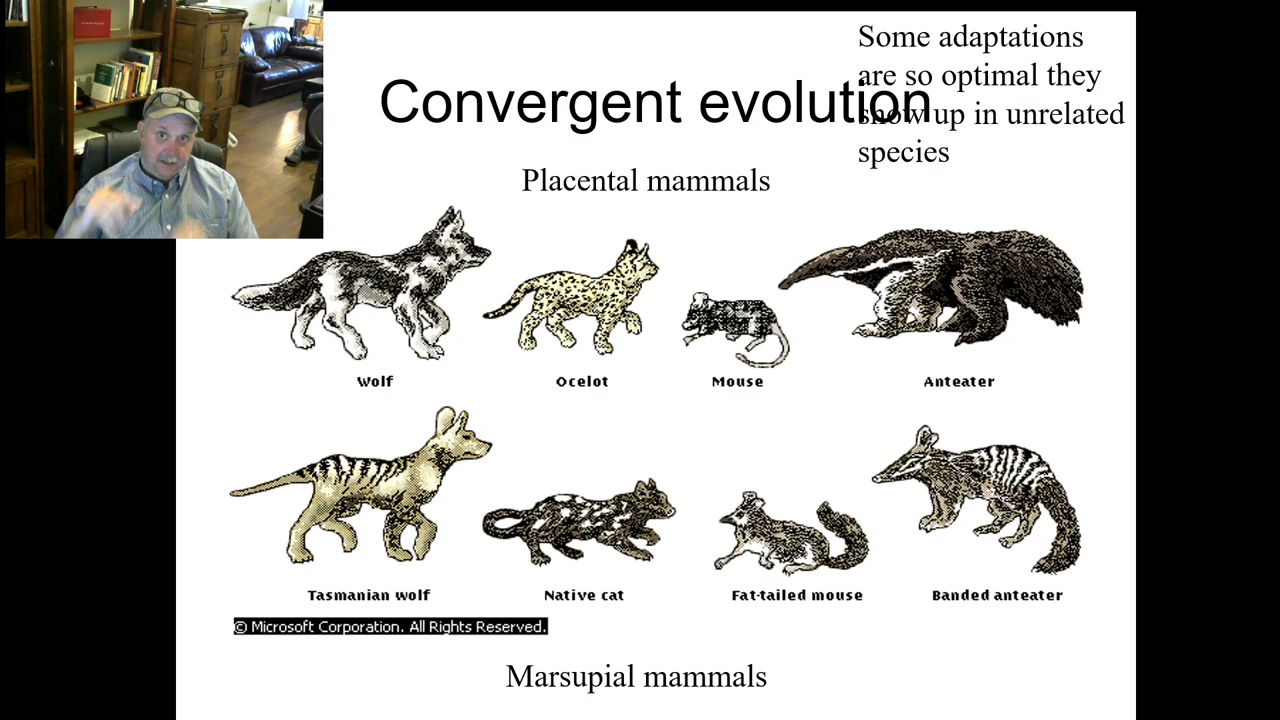 Some adaptations
are so optimal they
show up in unrelated
species
Convergent evolution
Placental mammals
Wolf
Ocelot
Mouse
Anteater
Tasmanian wolf
Native cat
Fat-tailed mouse
Banded anteater
© Microsoft Corporation. All Rights Reserved.
Marsupial mammals